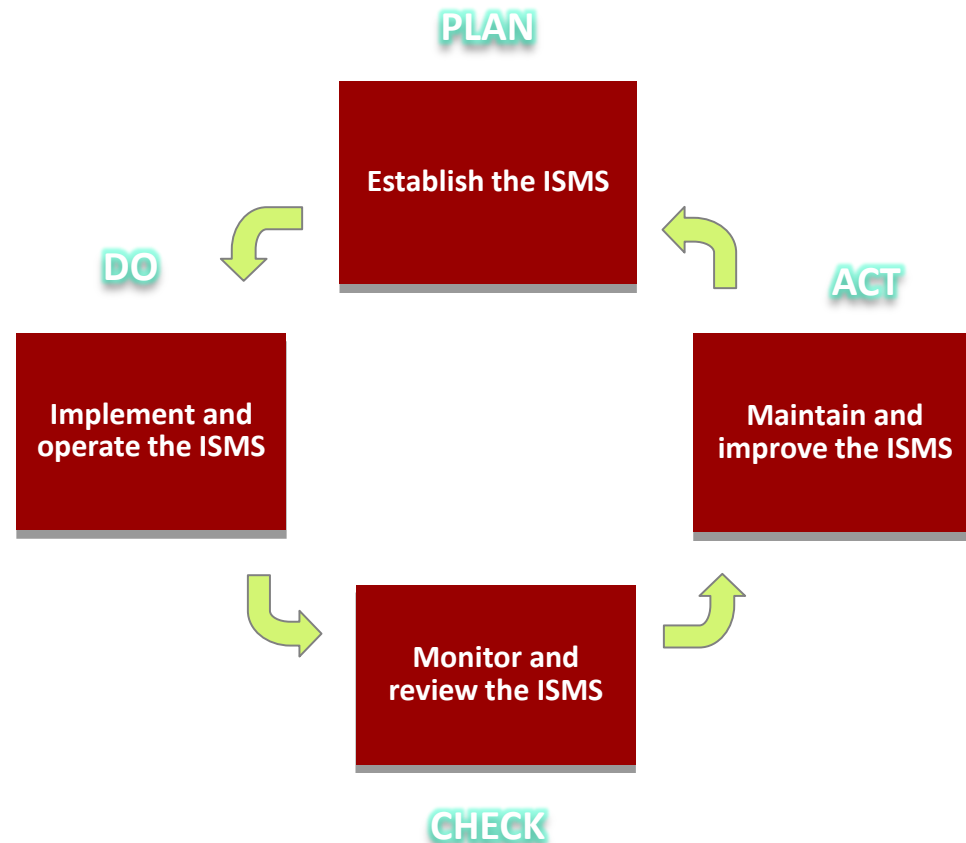 PLAN
Establish the ISMS
DO
ACT
Implement and
operate the ISMS
Maintain and
improve the ISMS
Monitor and
review the ISMS
CHECK